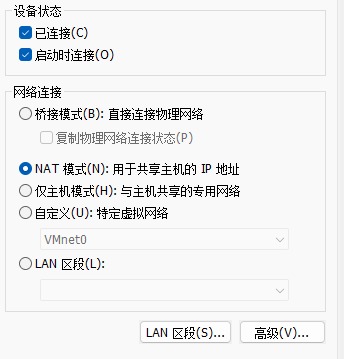 设备状态
已连接(C)
启动时连接(O)
网络连接
桥接模式(B): 直接连接物理网络
复制物理网络连接状态(P)
NAT 模式(N): 用于共享主机的 IP 地址
仅主机模式(H): 与主机共享的专用网络
自定义(U): 特定虚拟网络
VMnet0
LAN 区段(L):
LAN 区段(S)... 高级(V)...